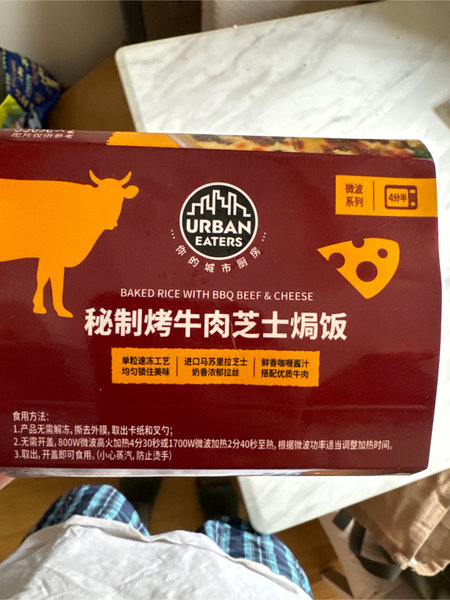 图片仅供参考
URBAN
EATERS
…你的城市厨房…
微波
系列
4分半
BAKED RICE WITH BBQ BEEF & CHEESE
秘制烤牛肉芝士焗饭
单粒速冻工艺
均匀锁住美味
进口马苏里拉芝士
奶香浓郁拉丝
鲜香咖喱酱汁
搭配优质牛肉
食用方法：
1.产品无需解冻，撕去外膜，取出卡纸和叉勺；
2.无需开盖，800W微波高火加热4分30秒或1700W微波加热2分40秒至熟，根据微波功率适当调整加热时间。
3.取出，开盖即可食用。(小心蒸汽，防止烫手)